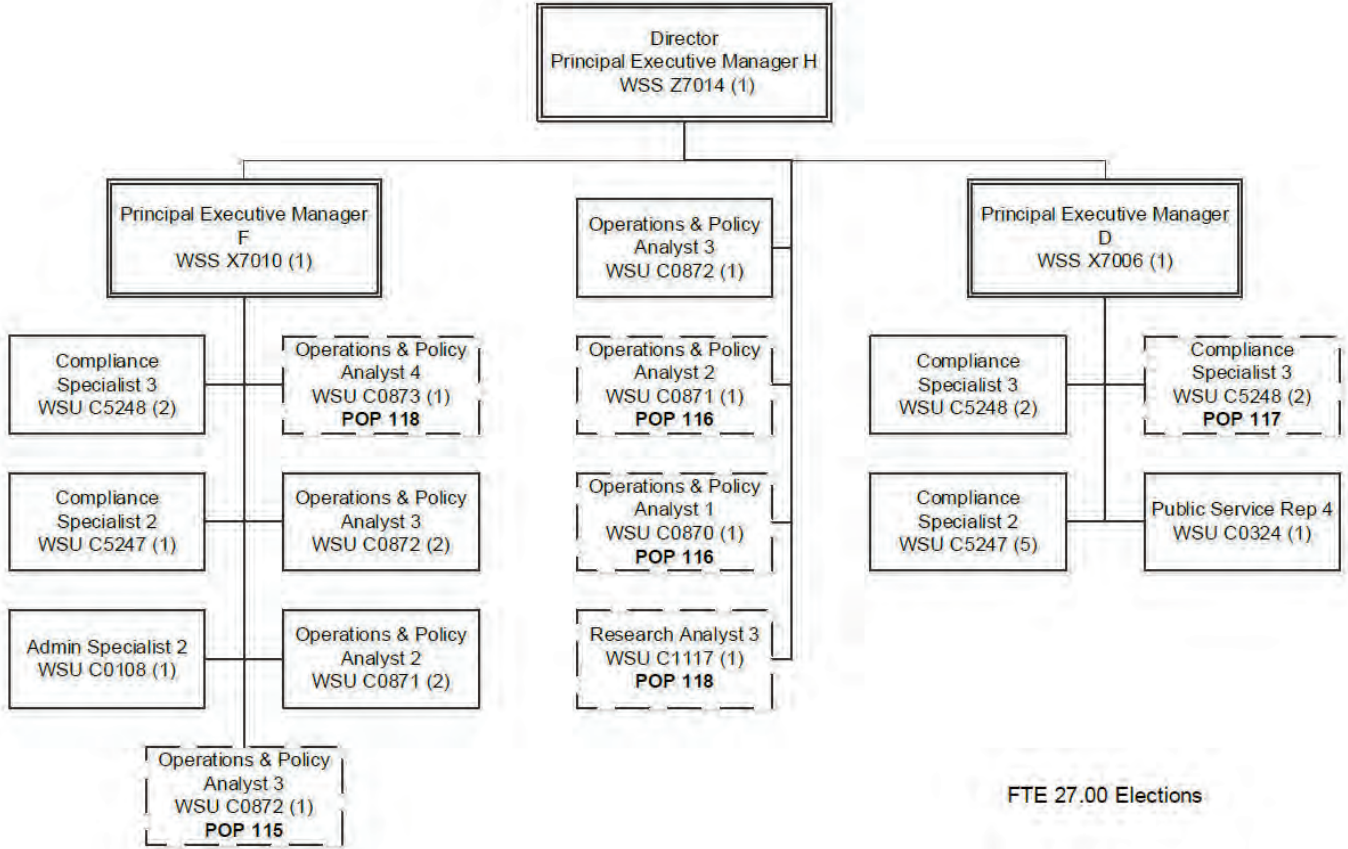 Director
Principal Executive Manager H
WSS Z7014 (1)
Principal Executive Manager
F
WSS X7010 (1)
Operations & Policy
Analyst 3
WSU C0872 (1)
Principal Executive Manager
D
WSS X7006 (1)
Compliance
Specialist 3
WSU C5248 (2)
Operations & Policy
Analyst 4
WSU C0873 (1)
POP 118
Operations & Policy
Analyst 2
WSU C0871 (1)
POP 116
Compliance
Specialist 3
WSU C5248 (2)
Compliance
Specialist 3
WSU C5248 (2)
POP 117
Compliance
Specialist 2
WSU C5247 (1)
Operations & Policy
Analyst 3
WSU C0872 (2)
Operations & Policy
Analyst 1
WSU C0870 (1)
POP 116
Compliance
Specialist 2
WSU C5247 (5)
Public Service Rep 4
WSU C0324 (1)
Admin Specialist 2
WSU C0108 (1)
Operations & Policy
Analyst 2
WSU C0871 (2)
Research Analyst 3
WSU C1117 (1)
POP 118
Operations & Policy
Analyst 3
WSU C0872 (1)
POP 115
FTE 27.00 Elections